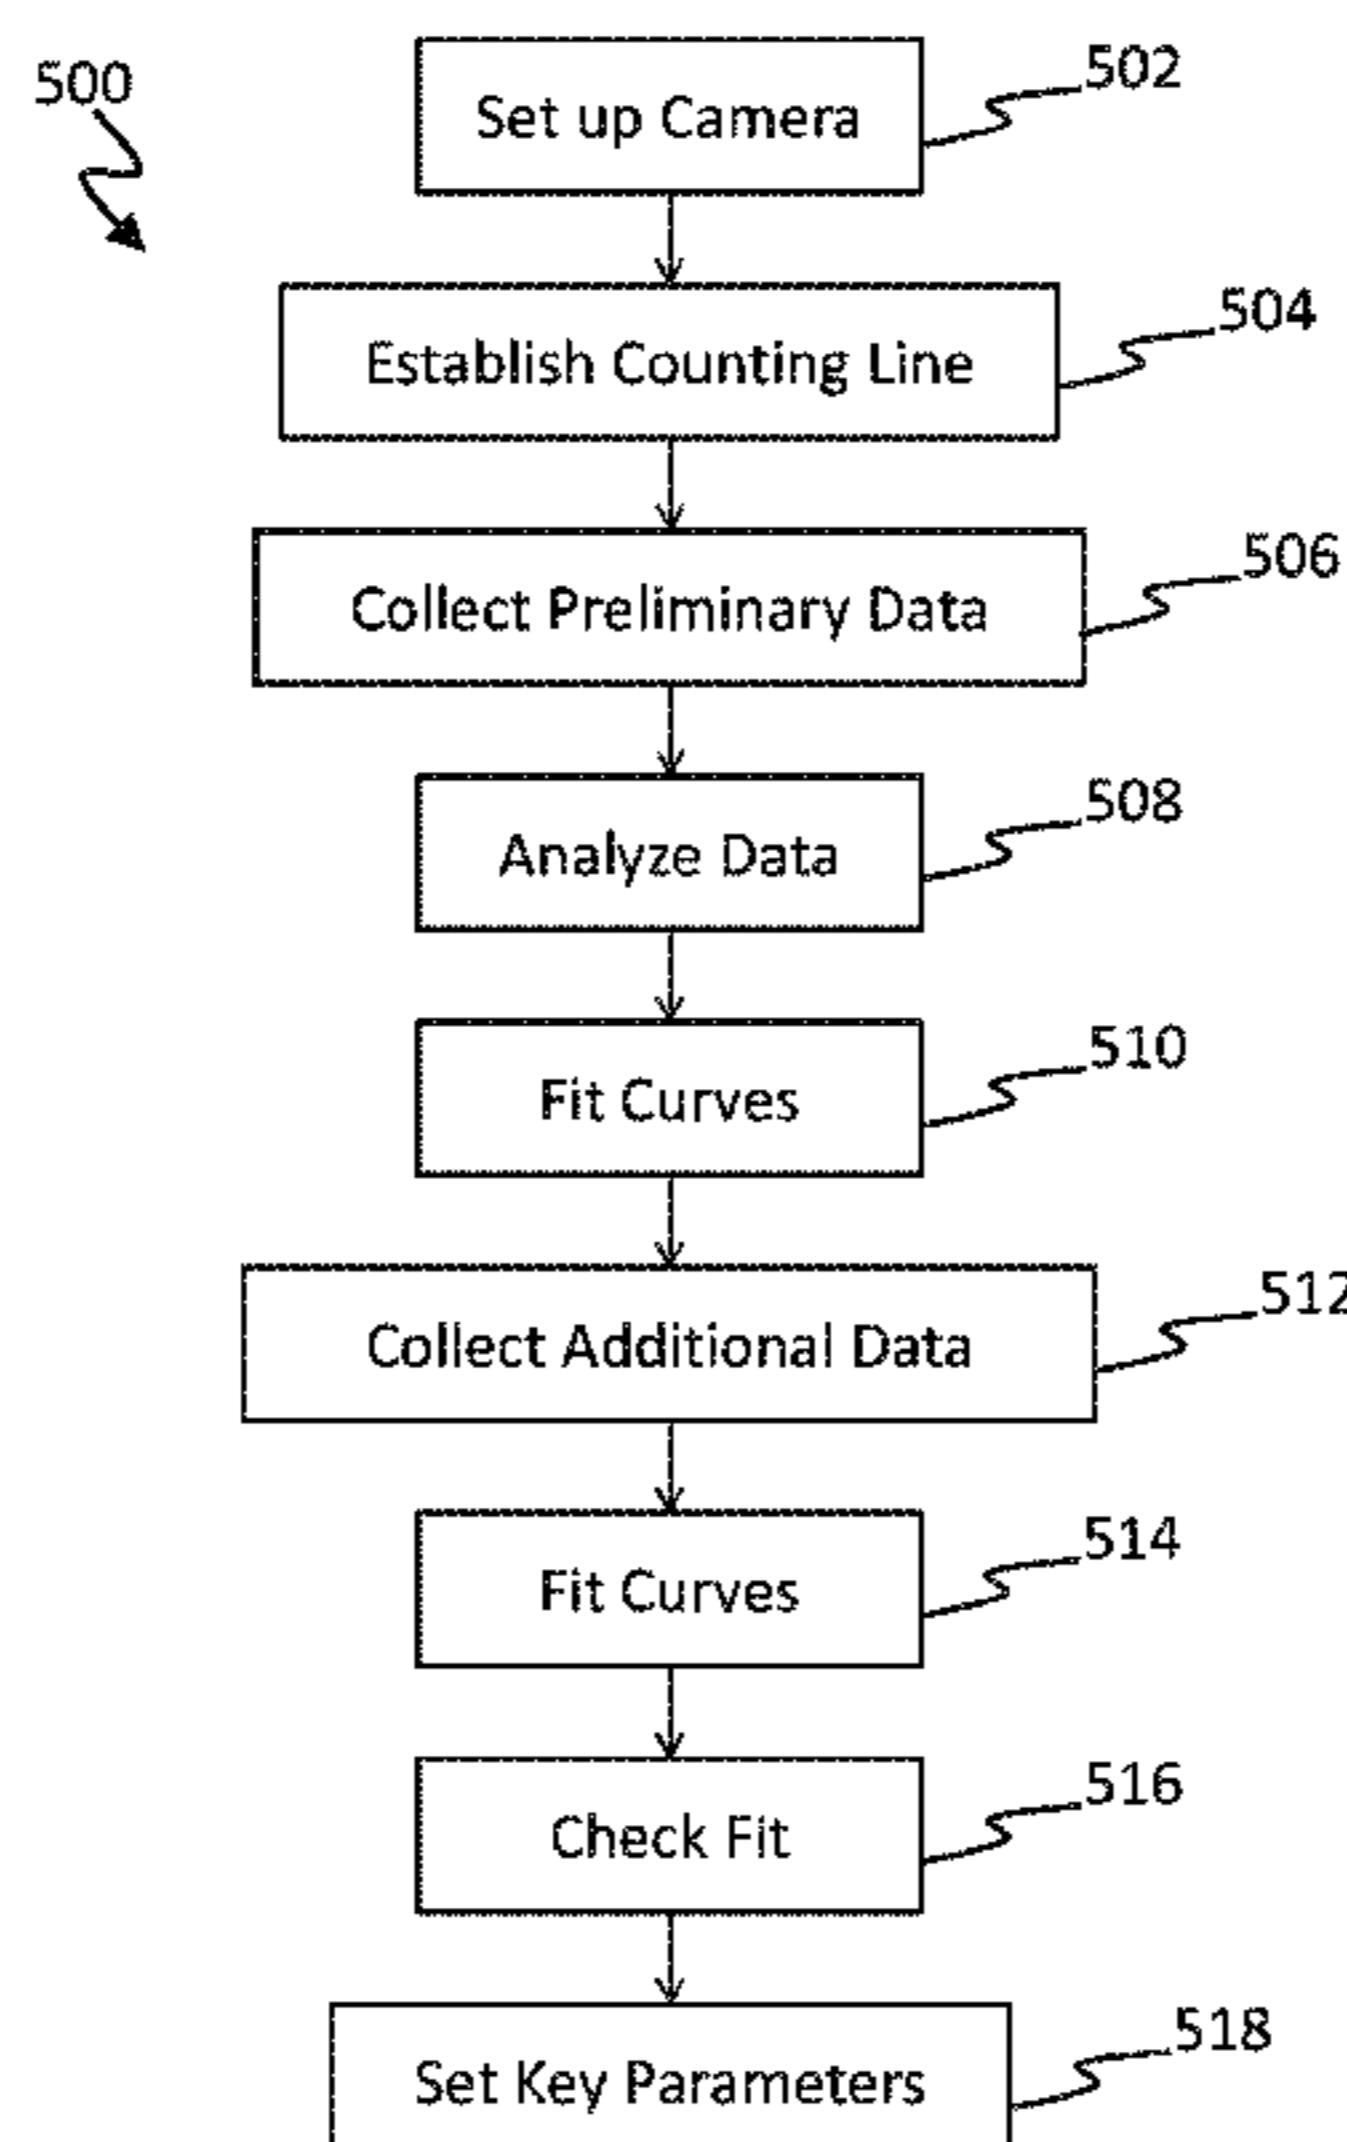 500
Set up Camera
502
Establish Counting Line
504
Collect Preliminary Data
506
Analyze Data
508
Fit Curves
510
Collect Additional Data
512
Fit Curves
514
Check Fit
516
Set Key Parameters
518